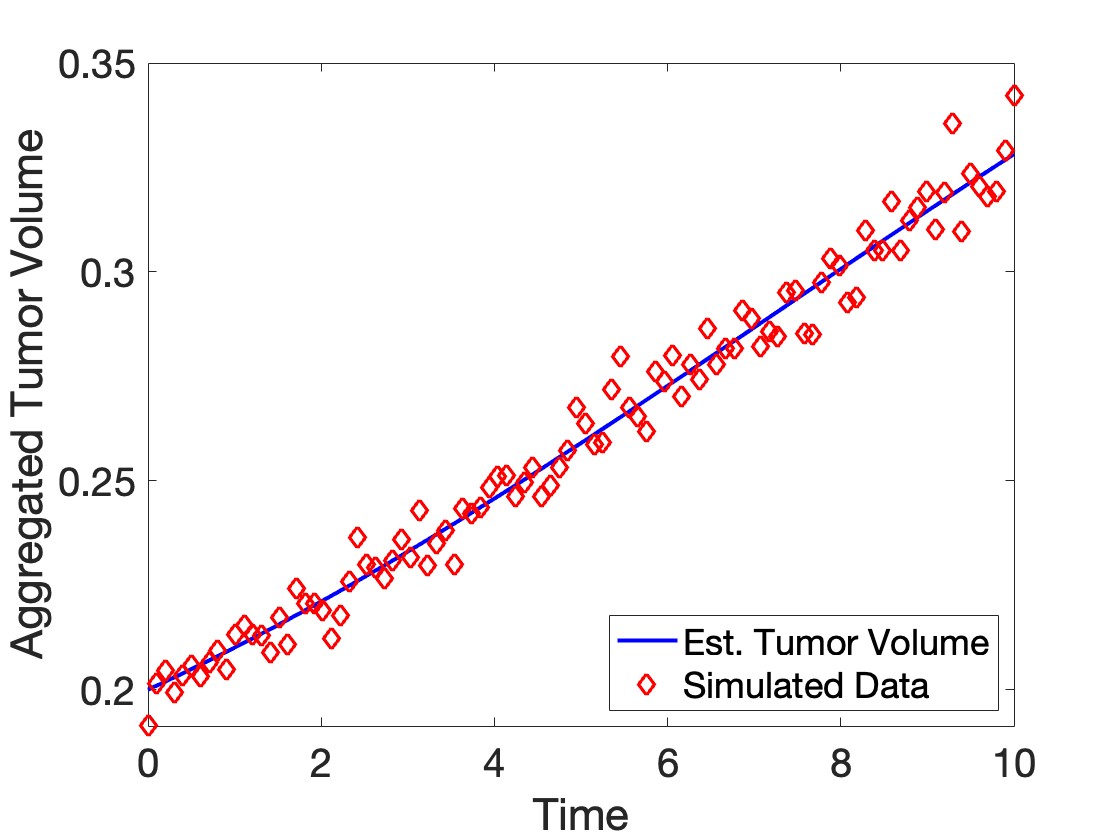 0.35
0.3
0.25
0.2
Aggregated Tumor Volume
Est. Tumor Volume
Simulated Data
0 2 4 6 8 10
Time